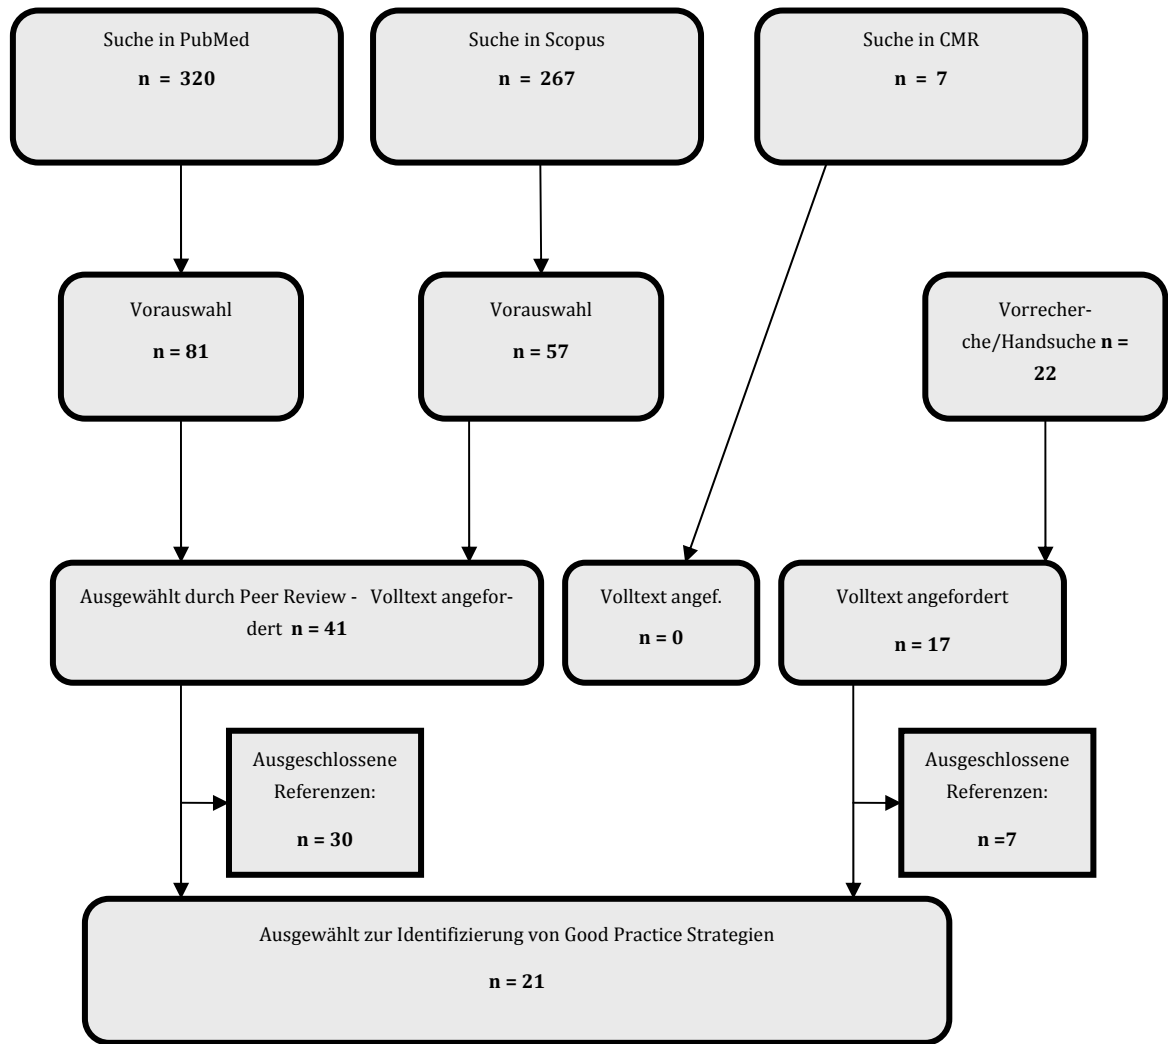 Suche in PubMed
n = 320
Suche in Scopus
n = 267
Suche in CMR
n = 7
Vorauswahl
n = 81
Vorauswahl
n = 57
Vorrecher-
che/Handsuche n =
22
Ausgewählt durch Peer Review - Volltext angefor-
dert n = 41
Volltext angef.
n = 0
Volltext angefordert
n = 17
Ausgeschlossene
Referenzen:
n = 30
Ausgeschlossene
Referenzen:
n =7
Ausgewählt zur Identifizierung von Good Practice Strategien
n = 21